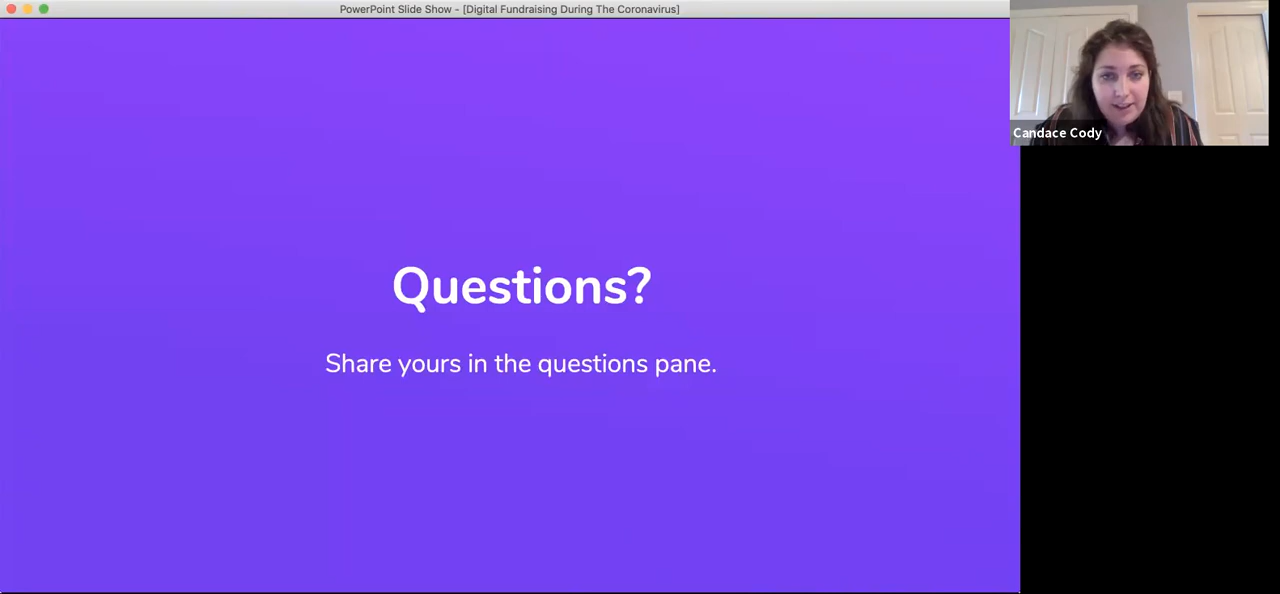 PowerPoint Slide Show - [Digital Fundraising During The Coronavirus]
Candace Cody
Questions?
Share yours in the questions pane.